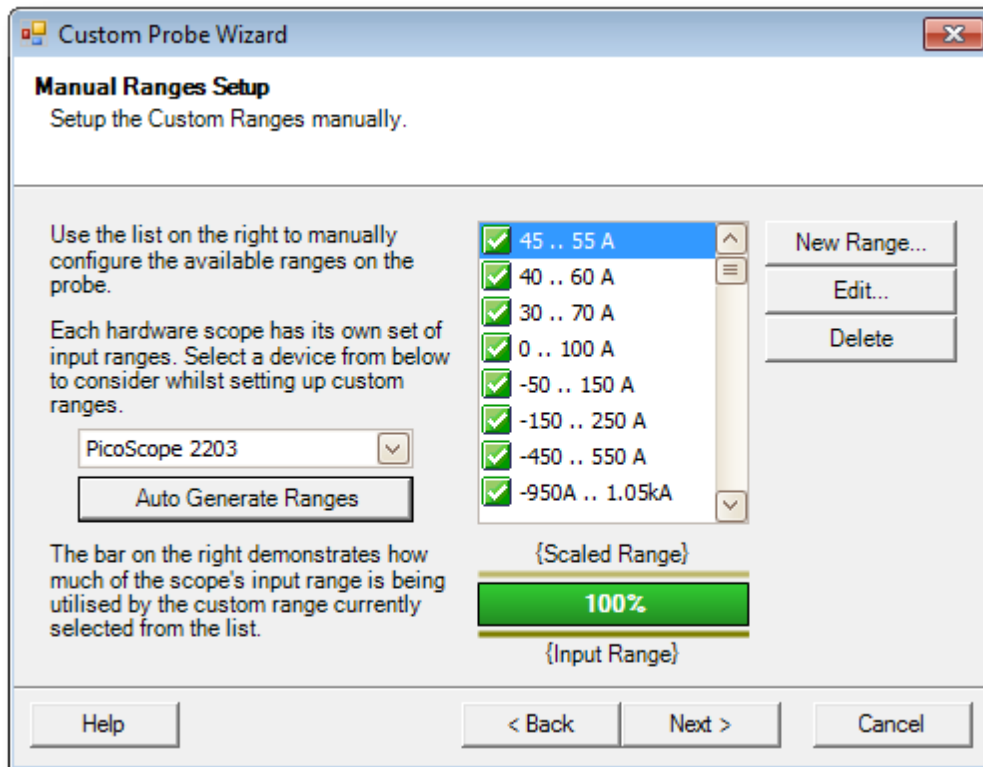 Custom Probe Wizard
Manual Ranges Setup
Setup the Custom Ranges manually.
Use the list on the right to manually
configure the available ranges on the
probe.
Each hardware scope has its own set of
input ranges. Select a device from below
to consider whilst setting up custom
ranges.
PicoScope 2203
Auto Generate Ranges
The bar on the right demonstrates how
much of the scope's input range is being
utilised by the custom range currently
selected from the list.
45 .. 55 A
40 .. 60 A
30 .. 70 A
0 .. 100 A
-50 .. 150 A
-150 .. 250 A
-450 .. 550 A
-950A .. 1.05kA
{Scaled Range}
100%
{Input Range}
New Range...
Edit...
Delete
Help
< Back
Next >
Cancel